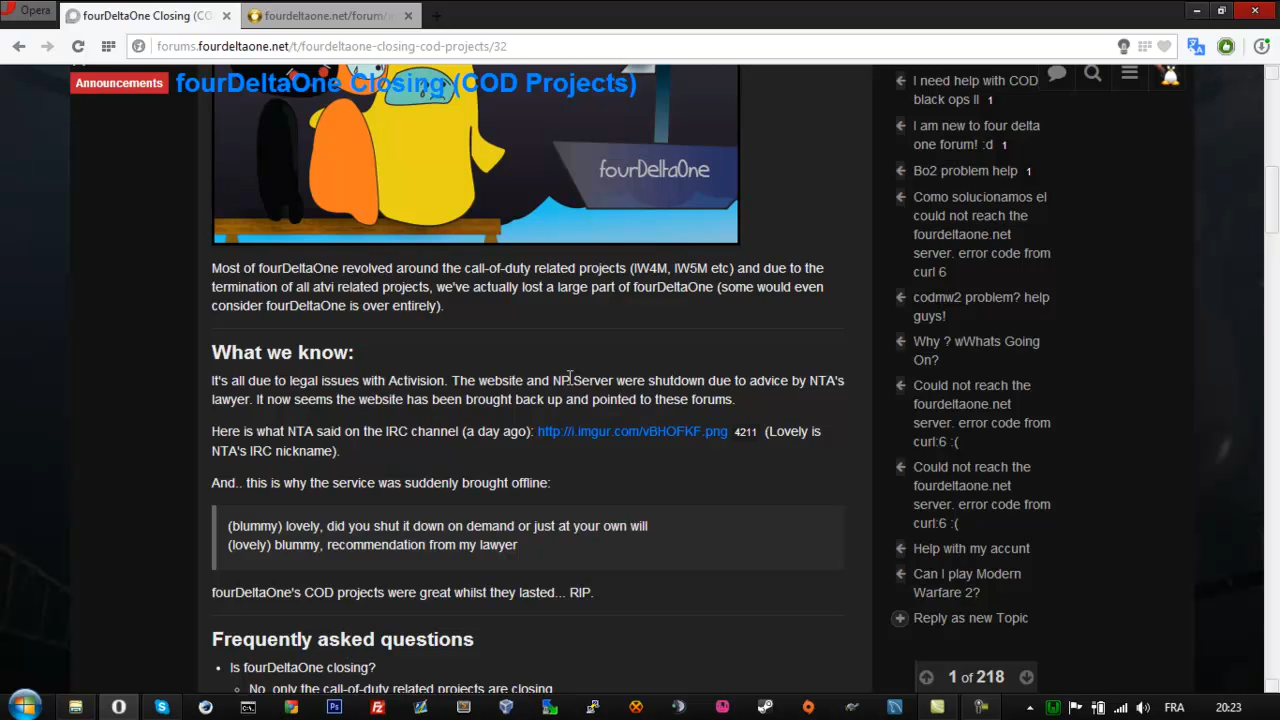 Opera
fourDeltaOne Closing (CO
fourdeltaone.net/forum/in
forums.fourdeltaone.net/t/fourdeltaone-closing-cod-projects/32
Announcements
fourDeltaOne Closing (COD Projects)
fourDeltaOne
Most of fourDeltaOne revolved around the call-of-duty related projects (IW4M, IW5M etc) and due to the
termination of all atvi related projects, we've actually lost a large part of fourDeltaOne (some would even
consider fourDeltaOne is over entirely).
What we know:
It's all due to legal issues with Activision. The website and NP Server were shutdown due to advice by NTA's
lawyer. It now seems the website has been brought back up and pointed to these forums.
Here is what NTA said on the IRC channel (a day ago): http://i.imgur.com/vBHOFKF.png 4211 (Lovely is
NTA's IRC nickname).
And.. this is why the service was suddenly brought offline:
(blummy) lovely, did you shut it down on demand or just at your own will
(lovely) blummy, recommendation from my lawyer
fourDeltaOne's COD projects were great whilst they lasted... RIP.
Frequently asked questions
Is fourDeltaOne closing?
No, only the call-of-duty related projects are closing
I need help with COD
black ops ll 1
I am new to four delta
one forum! :d 1
Bo2 problem help 1
Como solucionamos el
could not reach the
fourdeltaone.net
server. error code from
curl 6
codmw2 problem? help
guys!
Why ? wWhats Going
On?
Could not reach the
fourdeltaone.net
server. error code from
curl:6 :(
Could not reach the
fourdeltaone.net
server. error code from
curl:6 :(
Help with my accunt
Can I play Modern
Warfare 2?
Reply as new Topic
1 of 218
Ps
FRA
20:23